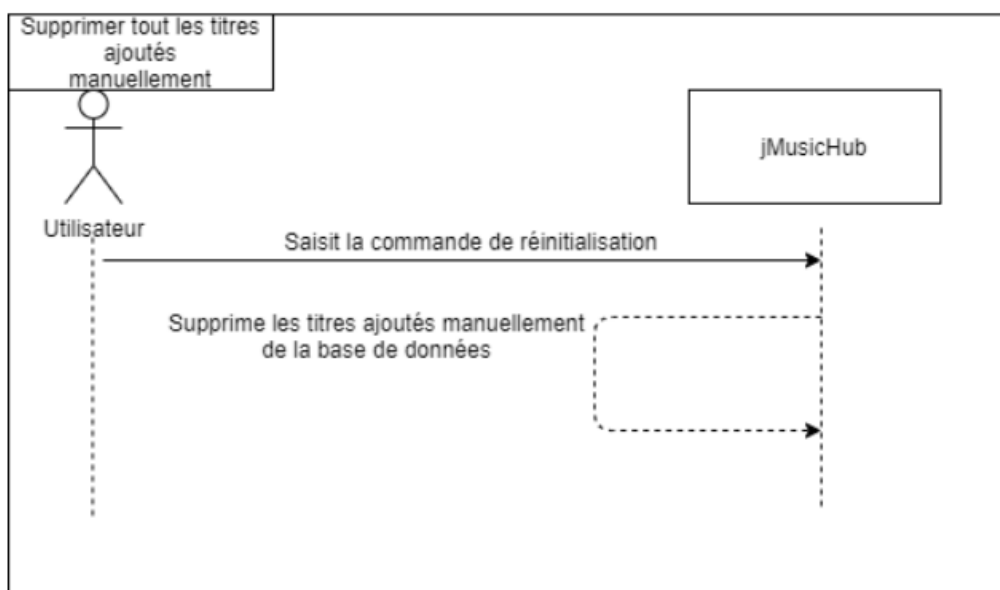 Supprimer tout les titres
ajoutés
manuellement
jMusicHub
Utilisateur
Saisit la commande de réinitialisation
Supprime les titres ajoutés manuellement
de la base de données